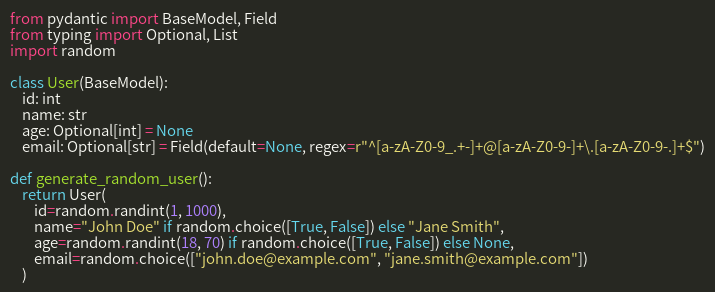 from pydantic import BaseModel, Field
from typing import Optional, List
import random

class User(BaseModel):
    id: int
    name: str
    age: Optional[int] = None
    email: Optional[str] = Field(default=None, regex=r"^[a-zA-Z0-9_.+-]+@[a-zA-Z0-9-]+\.[a-zA-Z0-9-.]+$")

def generate_random_user():
    return User(
        id=random.randint(1, 1000),
        name="John Doe" if random.choice([True, False]) else "Jane Smith",
        age=random.randint(18, 70) if random.choice([True, False]) else None,
        email=random.choice(["john.doe@example.com", "jane.smith@example.com"])
    )